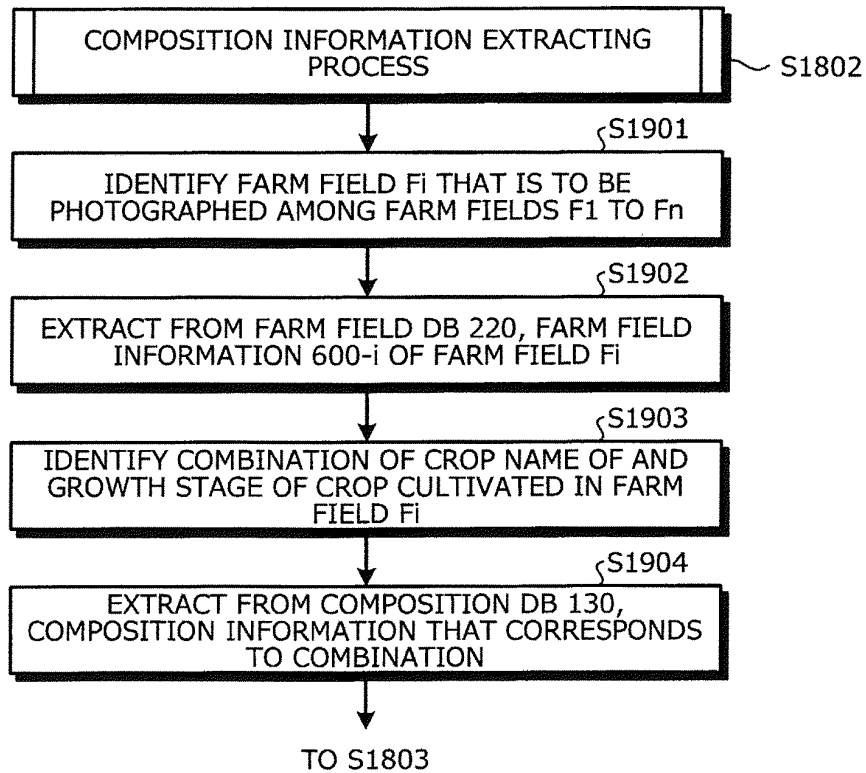 COMPOSITION INFORMATION EXTRACTING
PROCESS
S1802
S1901
IDENTIFY FARM FIELD Fi THAT IS TO BE
PHOTOGRAPHED AMONG FARM FIELDS F1 TO Fn
S1902
EXTRACT FROM FARM FIELD DB 220, FARM FIELD
INFORMATION 600-i OF FARM FIELD Fi
S1903
IDENTIFY COMBINATION OF CROP NAME OF AND
GROWTH STAGE OF CROP CULTIVATED IN FARM
FIELD Fi
S1904
EXTRACT FROM COMPOSITION DB 130,
COMPOSITION INFORMATION THAT CORRESPONDS
TO COMBINATION
TO S1803